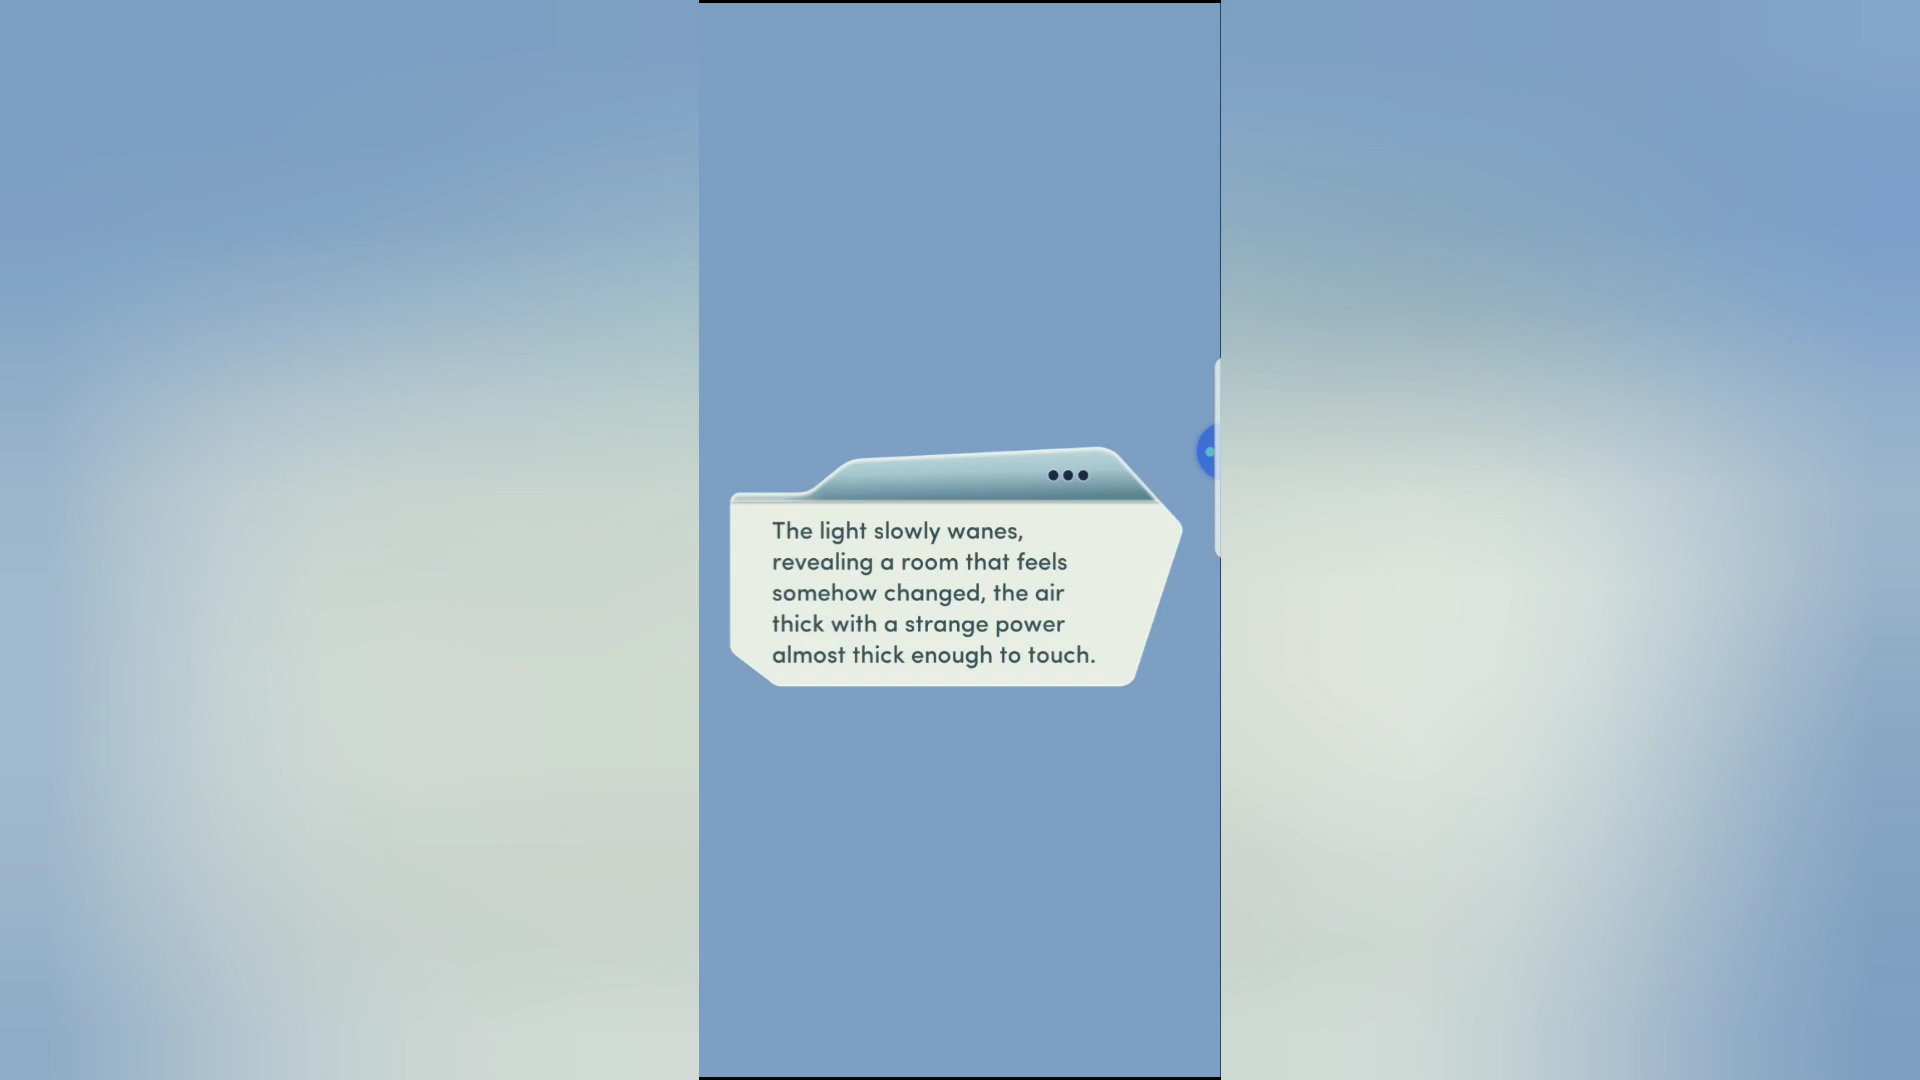 The light slowly wanes,
revealing a room that feels
somehow changed, the air
thick with a strange power
almost thick enough to touch.